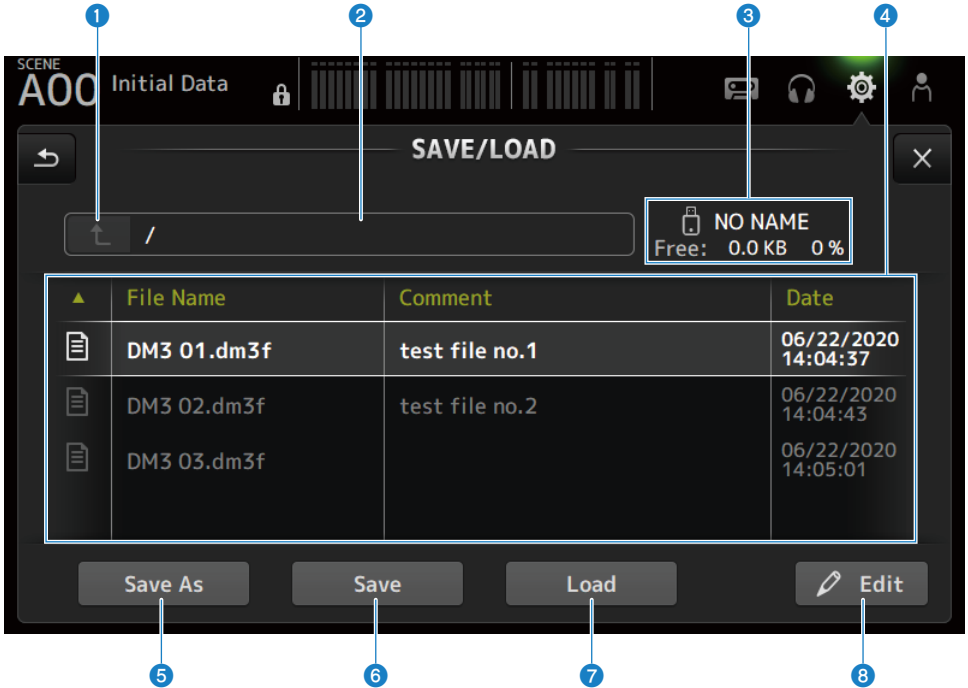 1 2 3 4
SCENE
A00 Initial Data
SAVE/LOAD
/
NO NAME
Free: 0.0 KB 0 %
▲ File Name Comment Date
DM3 01.dm3f test file no.1 06/22/2020
14:04:37
DM3 02.dm3f test file no.2 06/22/2020
14:04:43
DM3 03.dm3f 06/22/2020
14:05:01
Save As Save Load Edit
5 6 7 8